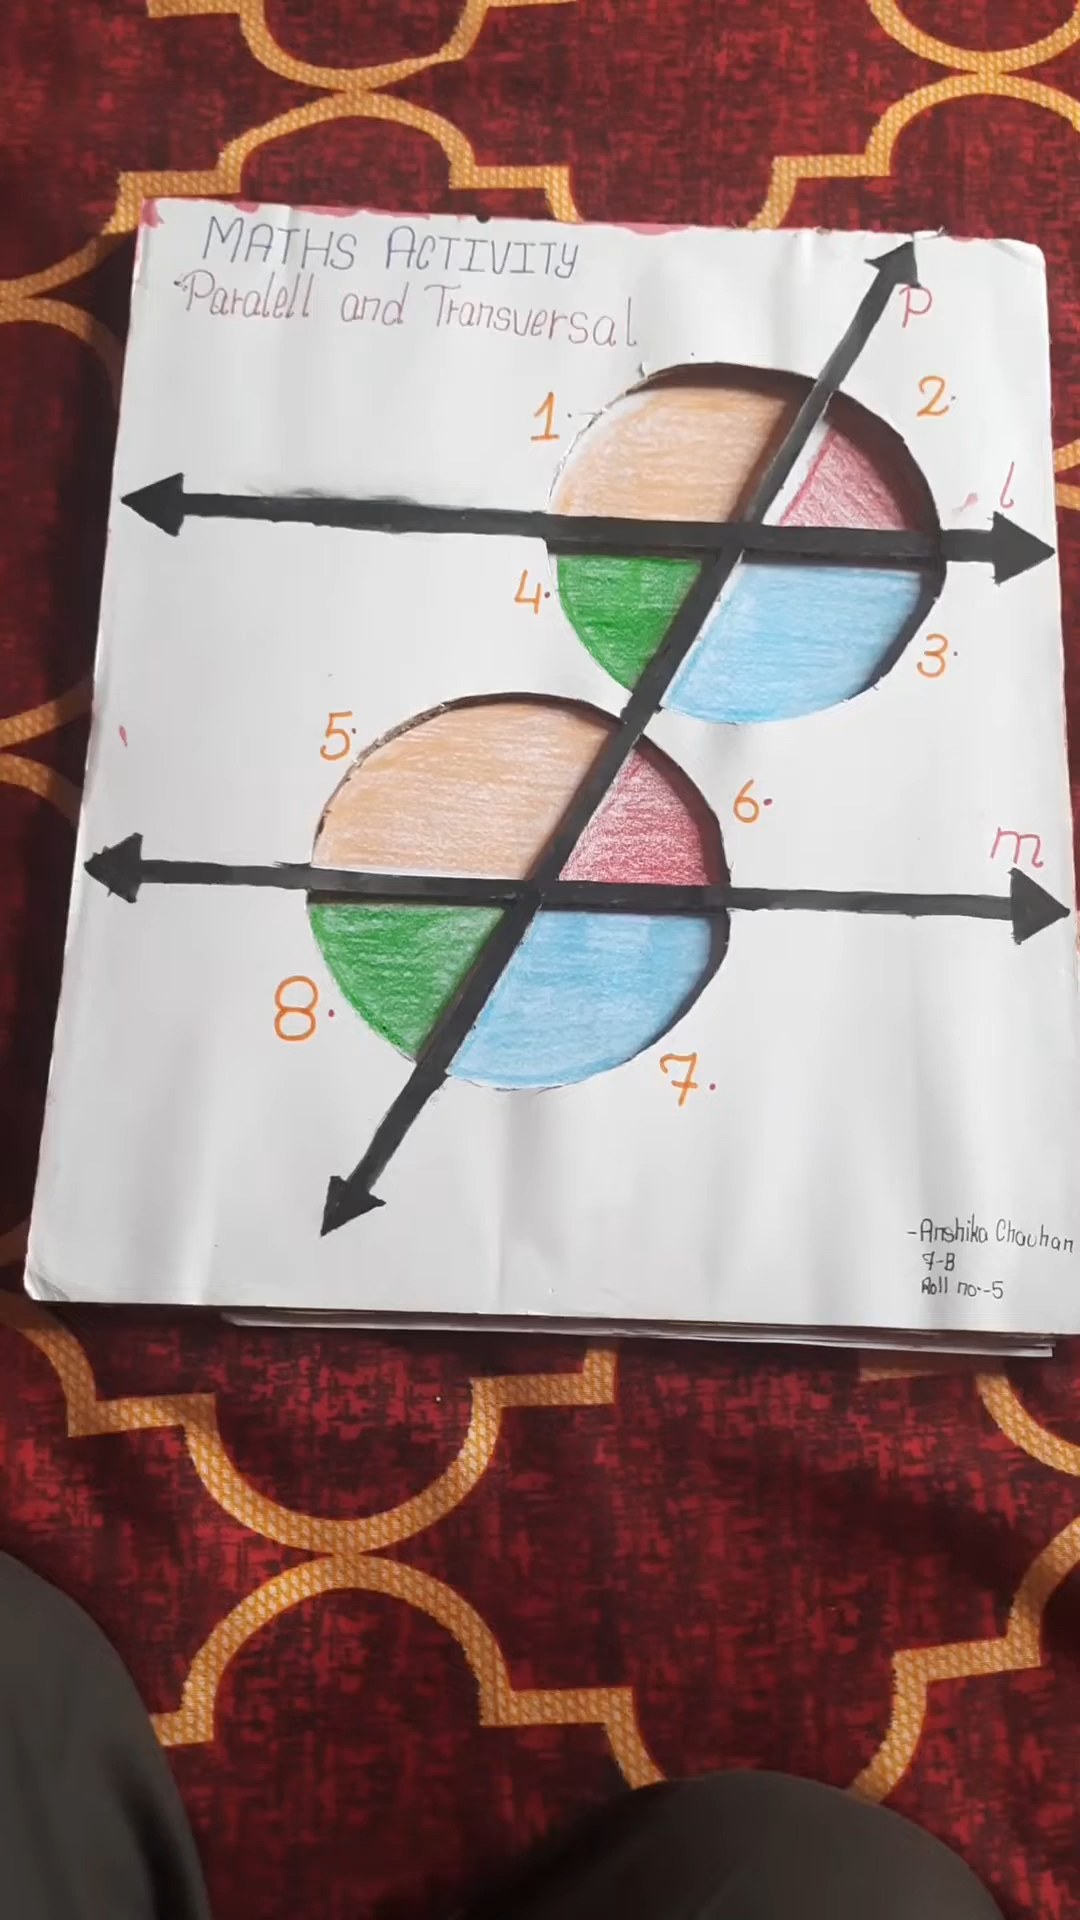 MATHS ACTIVITY
Paralell and Transversal
p
1.
2.
l
4.
3.
5.
6.
m
8.
7.
-Anshika Chauhan
7-B
Roll no.-5